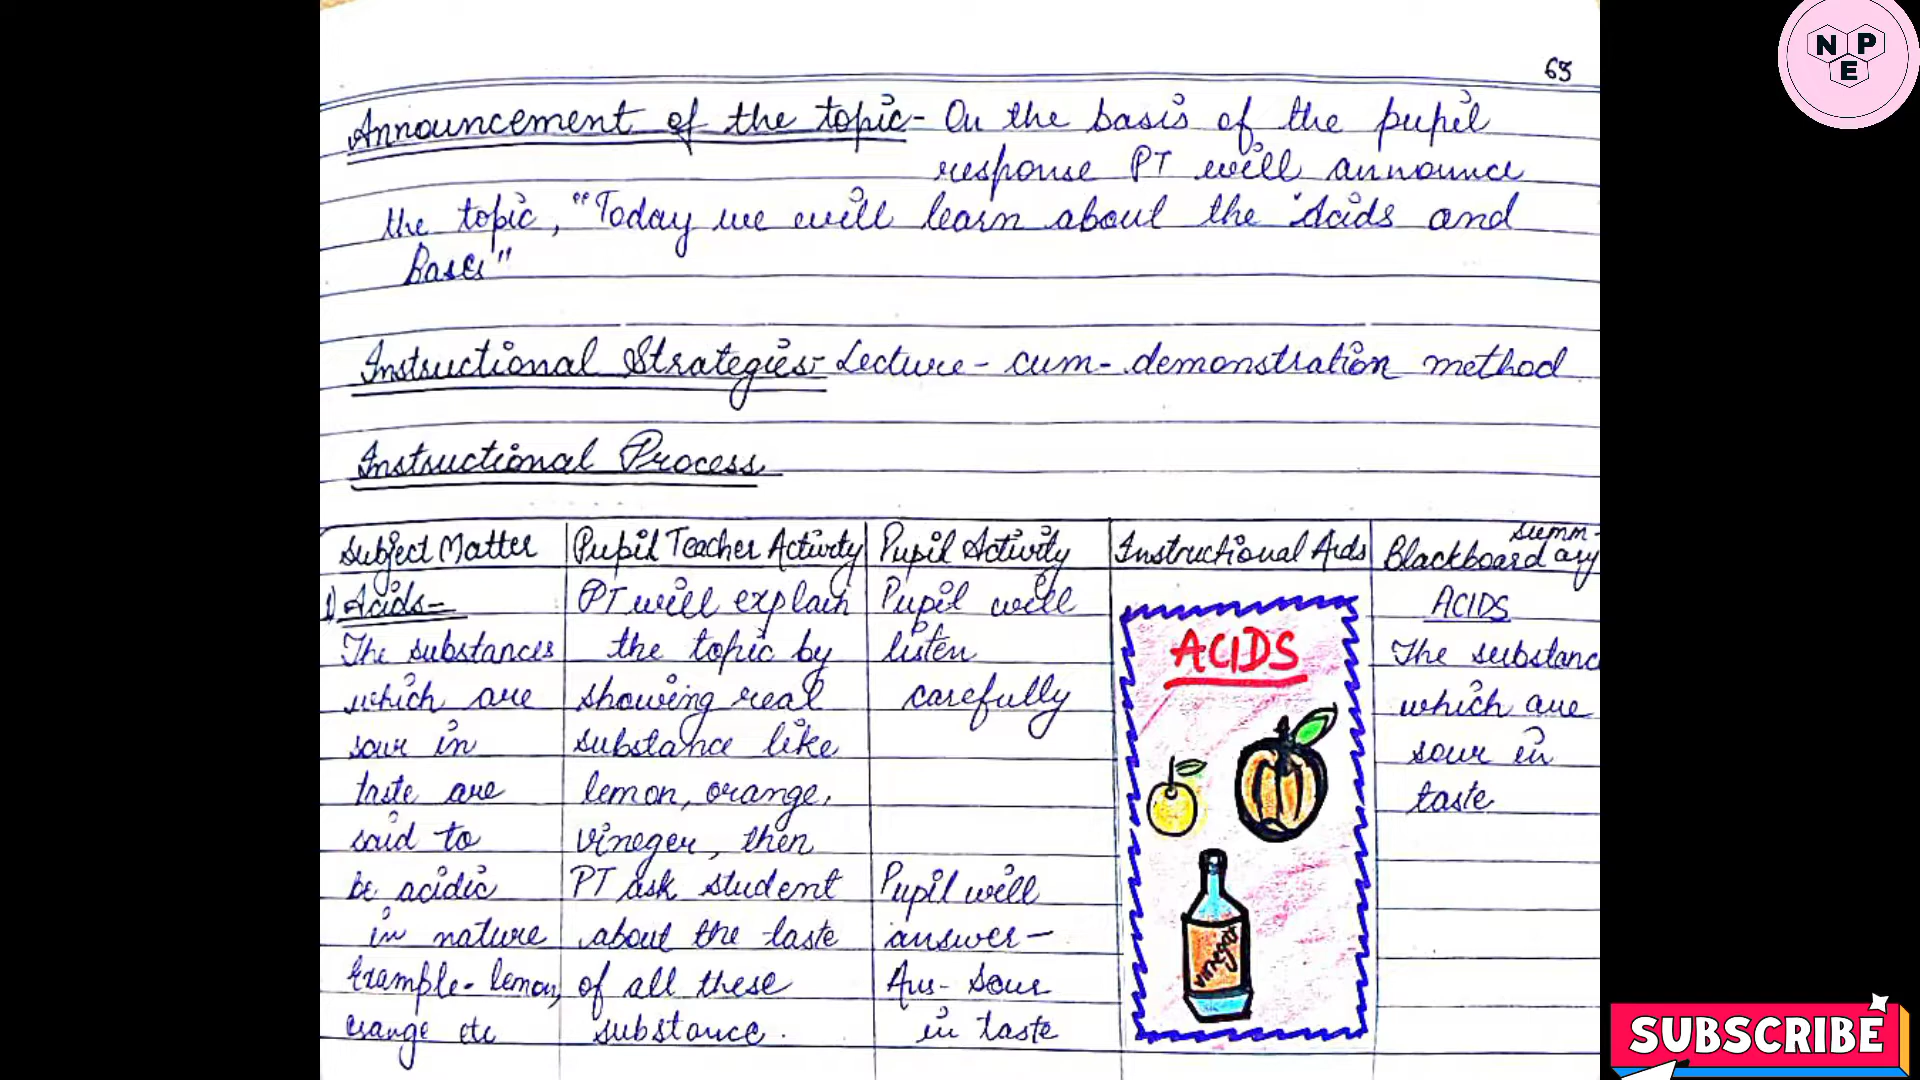 65
N P
E
Announcement of the topic- On the basis of the pupil
response PT will announce
the topic, "Today we will learn about the Acids and
Bases"
Instructional Strategies- Lecture-cum-demonstration method
Instructional Process
Subject Matter
1) Acids-
The substances
which are
sour in
taste are
said to
be acidic
in nature
Example- lemon,
orange etc
Pupil Teacher Activity
PT will explain
the topic by
showing real
substance like
lemon, orange,
vineger, then
PT ask student
about the taste
of all these
substance.
Pupil Activity
Pupil will
listen
carefully
Pupil will
answer-
Ans- Sour
in taste
Instructional Aids
ACIDS
vinegar
Blackboard summ-
ary
ACIDS
The substanc
which are
sour in
taste
SUBSCRIBE